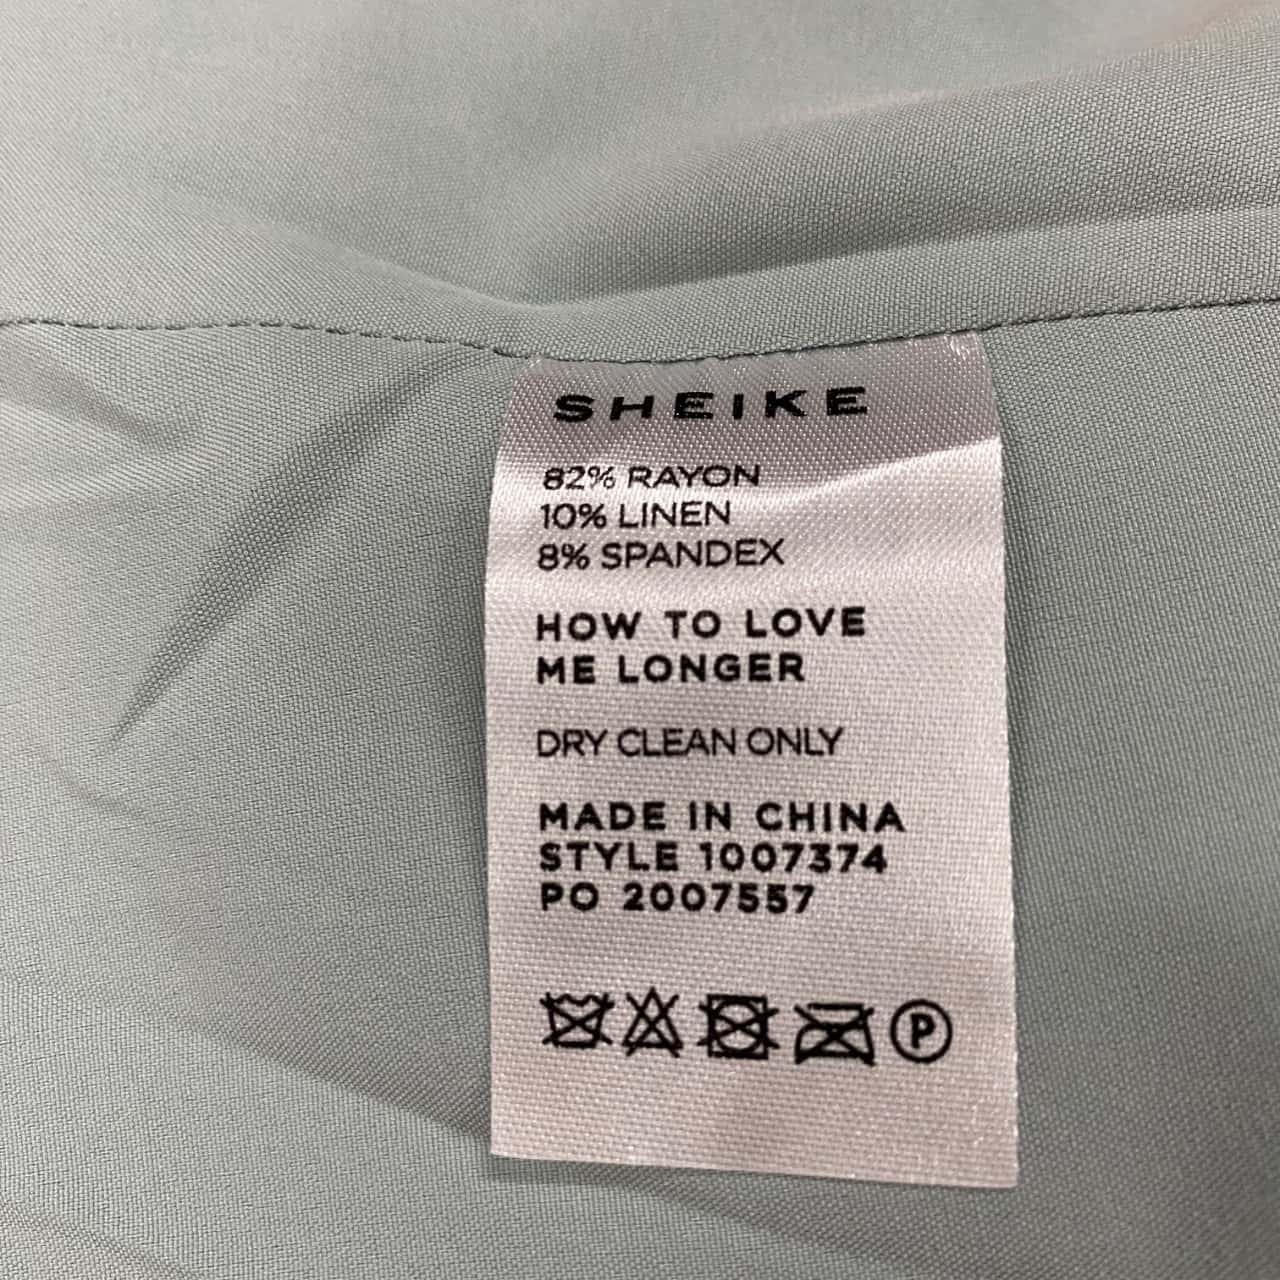 SHEIKE
82% RAYON
10% LINEN
8% SPANDEX
HOW TO LOVE
ME LONGER
DRY CLEAN ONLY
MADE IN CHINA
STYLE 1007374
PO 2007557
P